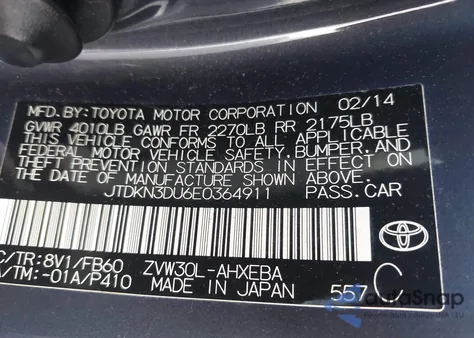 MFD. BY: TOYOTA MOTOR CORPORATION 02/14
GVWR 4010LB GAWR FR 2270LB RR 2175LB
THIS VEHICLE CONFORMS TO ALL APPLICABLE
FEDERAL MOTOR VEHICLE SAFETY, BUMPER, AND
THEFT PREVENTION STANDARDS IN EFFECT ON
THE DATE OF MANUFACTURE SHOWN ABOVE.
JTDKN3DU6E0364911 PASS.CAR
C/TR: 8V1/FB60 ZVW30L-AHXEBA
A/TM: -01A/P410 MADE IN JAPAN 557 C
AutaSnap